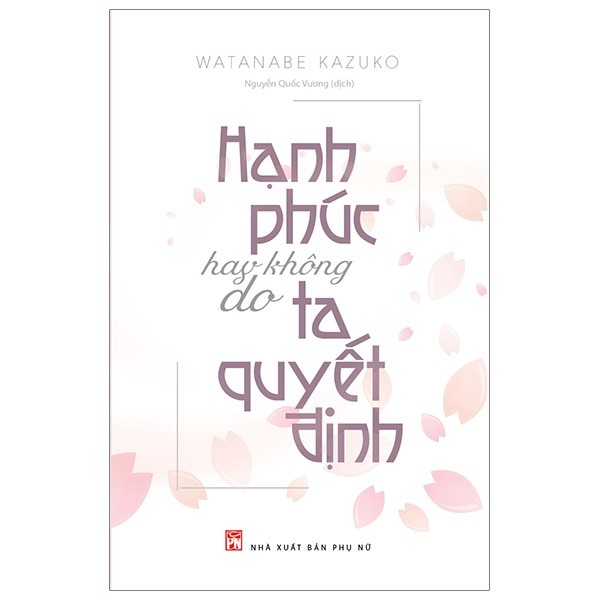 WATANABE KAZUKO
Nguyễn Quốc Vương (dịch)
Hạnh
phúc
hay không
do ta
quyết
định
PN
NHÀ XUẤT BẢN PHỤ NỮ